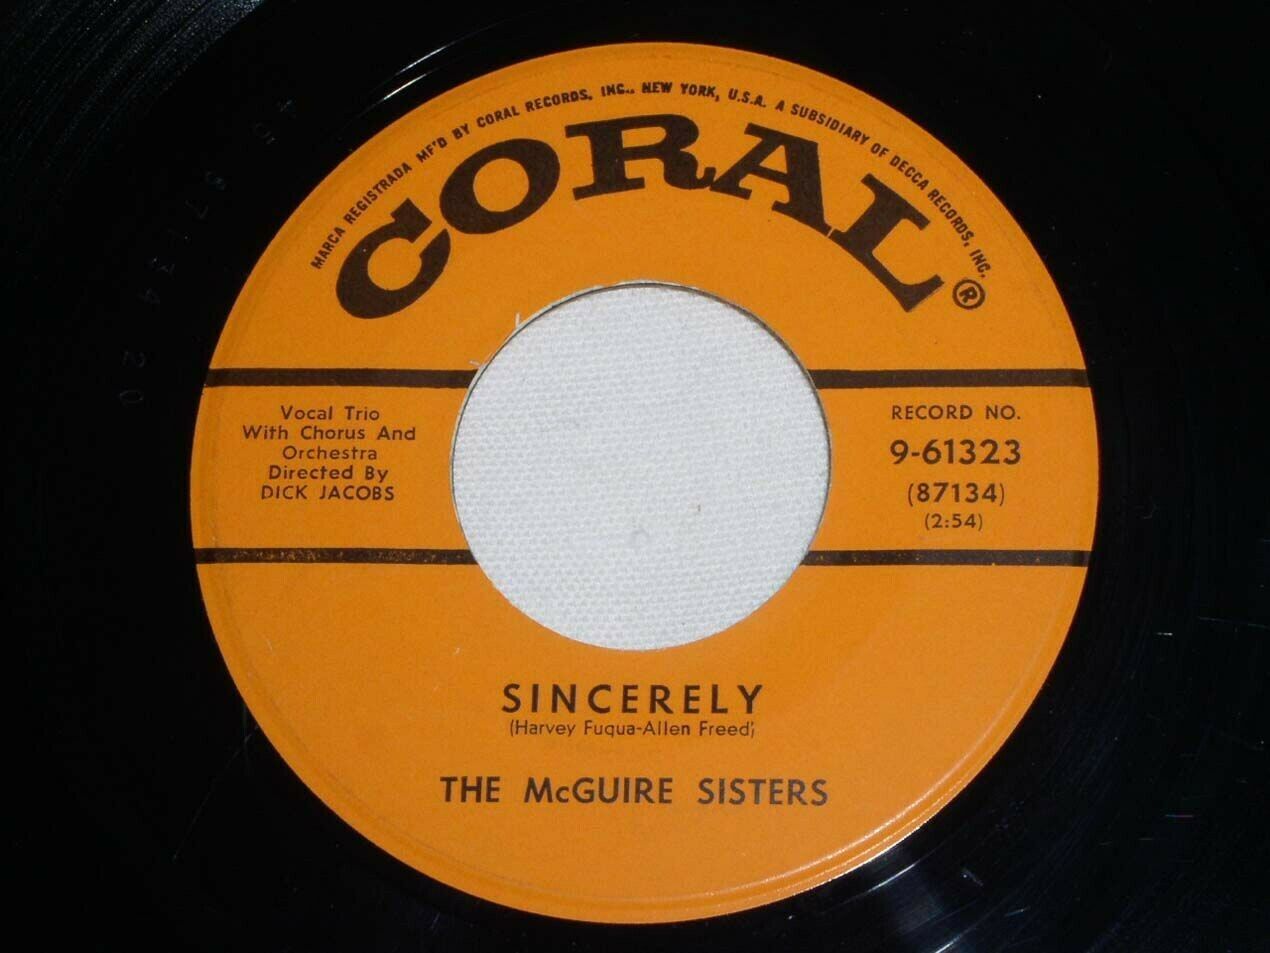 MARCA REGISTRADA MF'D BY CORAL RECORDS, INC., NEW YORK, U.S.A. A SUBSIDIARY OF DECCA RECORDS, INC.
CORAL®
Vocal Trio
With Chorus And
Orchestra
Directed By
DICK JACOBS
RECORD NO.
9-61323
(87134)
(2:54)
SINCERELY
(Harvey Fuqua-Allen Freed)
THE McGUIRE SISTERS